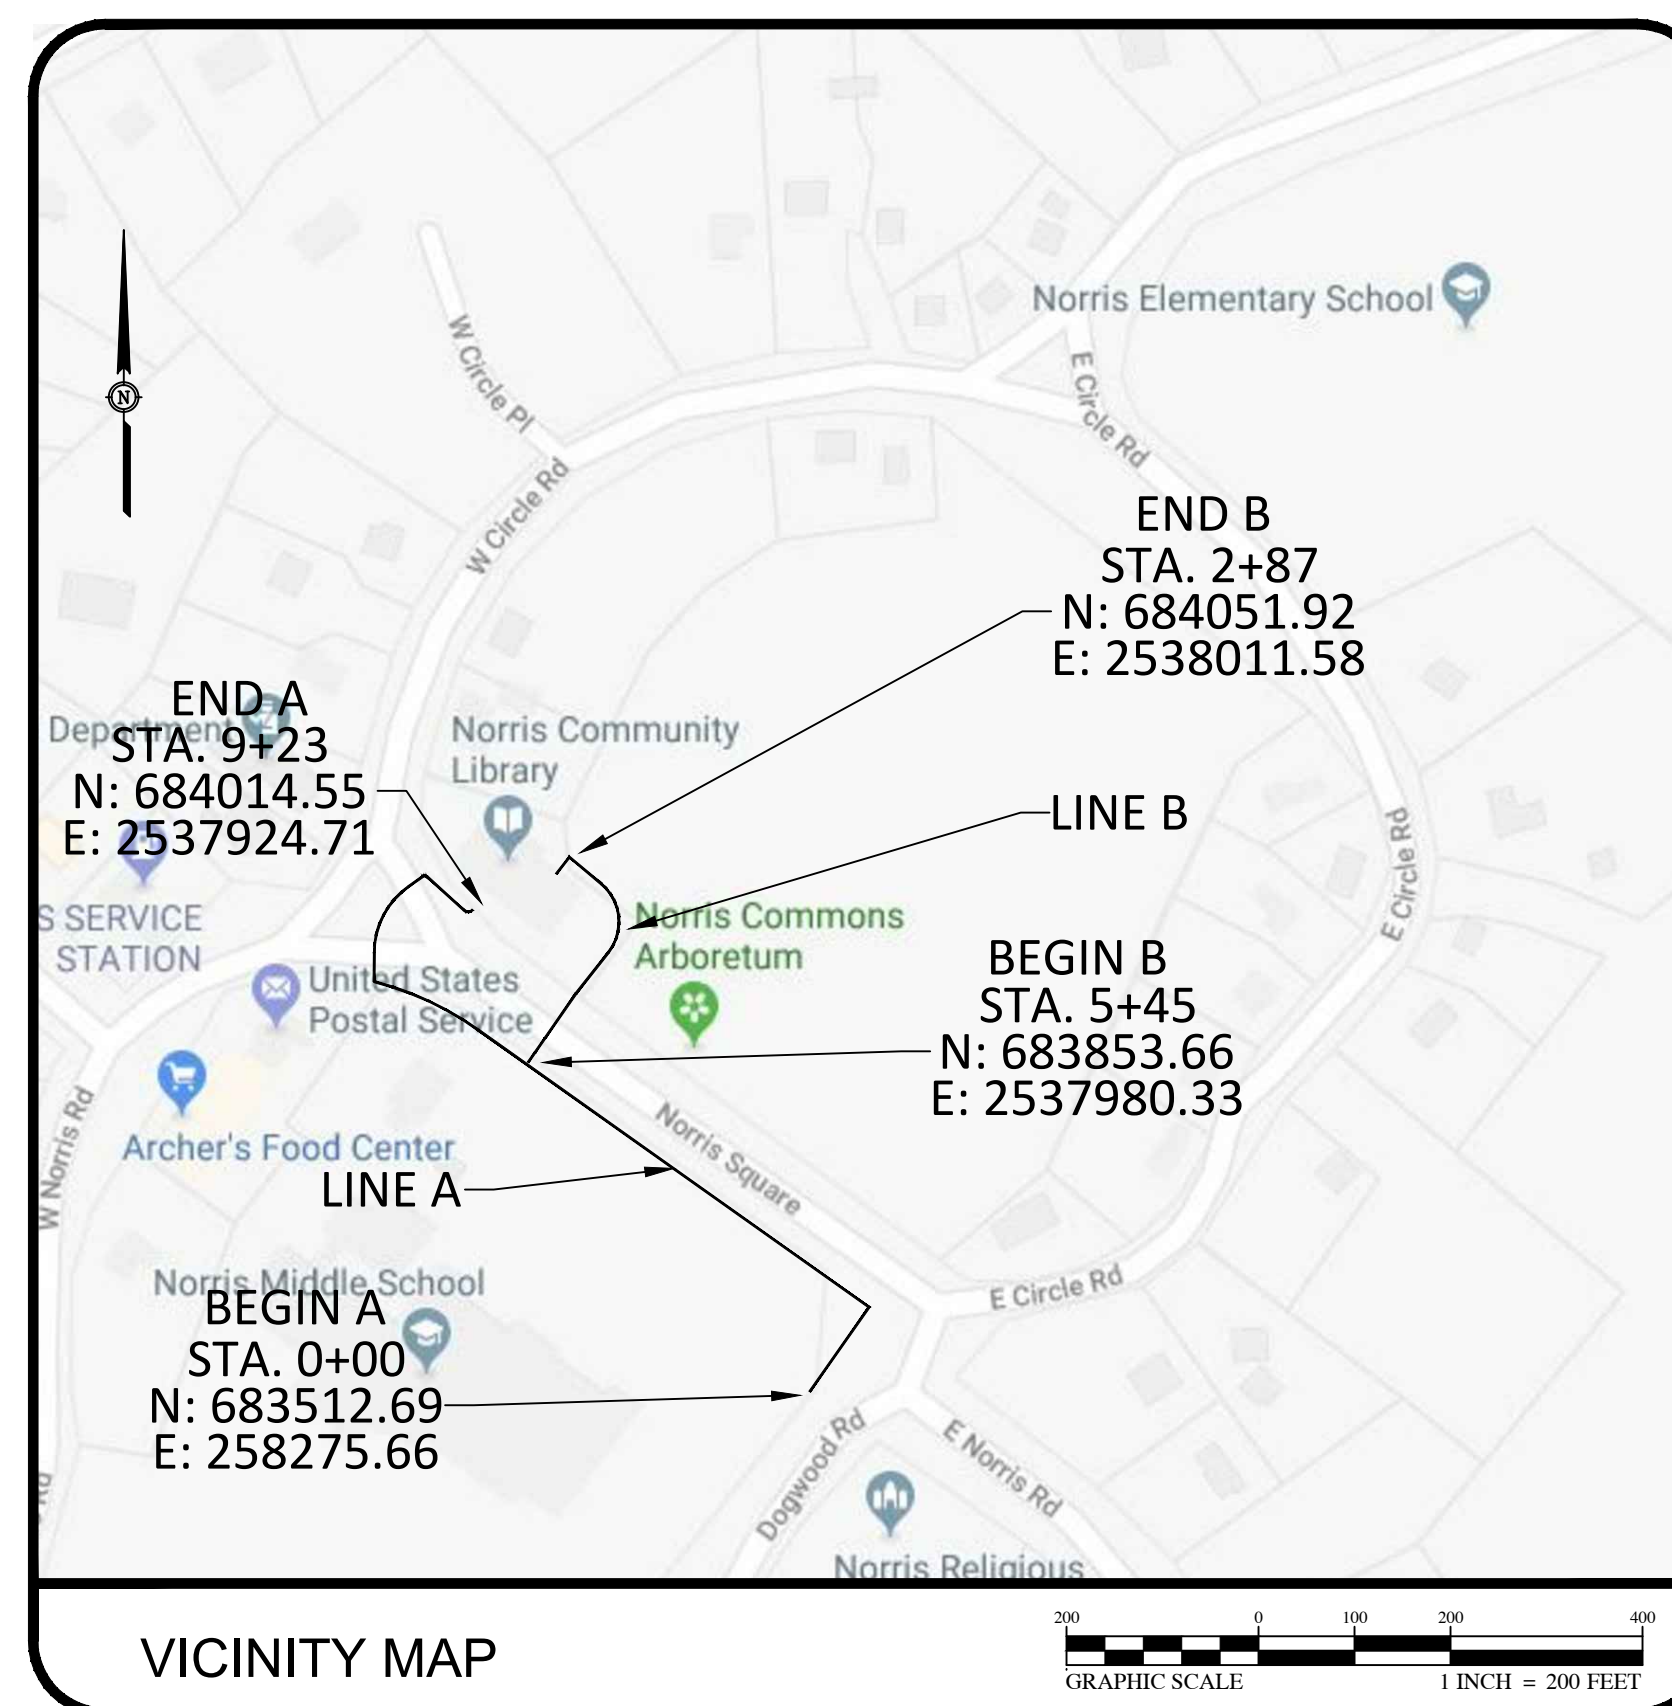 Norris Elementary School
W Circle Pl
E Circle Rd
W Circle Rd
END B
STA. 2+87
N: 684051.92
E: 2538011.58
END A
STA. 9+23
N: 684014.55
E: 2537924.71
Department
Norris Community
Library
LINE B
E Circle Rd
S SERVICE
STATION
Norris Commons
Arboretum
United States
Postal Service
BEGIN B
STA. 5+45
N: 683853.66
E: 2537980.33
W Norris Rd
Archer's Food Center
Norris Square
LINE A
Norris Middle School
E Circle Rd
BEGIN A
STA. 0+00
N: 683512.69
E: 258275.66
Dogwood Rd
E Norris Rd
Rd
Norris Religious
N
VICINITY MAP
200 0 100 200 400
GRAPHIC SCALE 1 INCH = 200 FEET